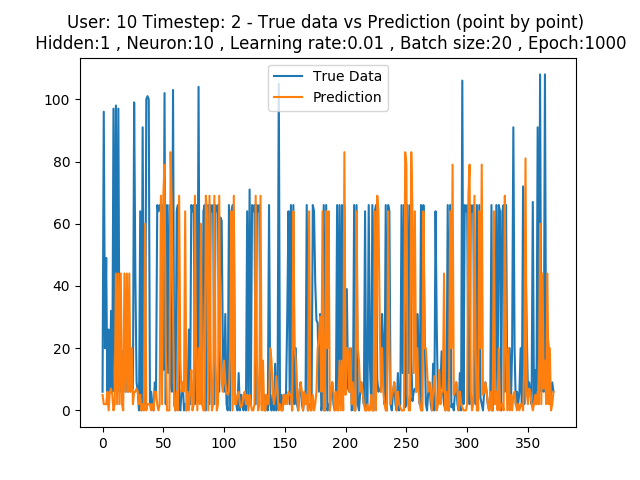 User: 10 Timestep: 2 - True data vs Prediction (point by point)
Hidden:1 , Neuron:10 , Learning rate:0.01 , Batch size:20 , Epoch:1000
True Data
Prediction
100
80
60
40
20
0
0 50 100 150 200 250 300 350